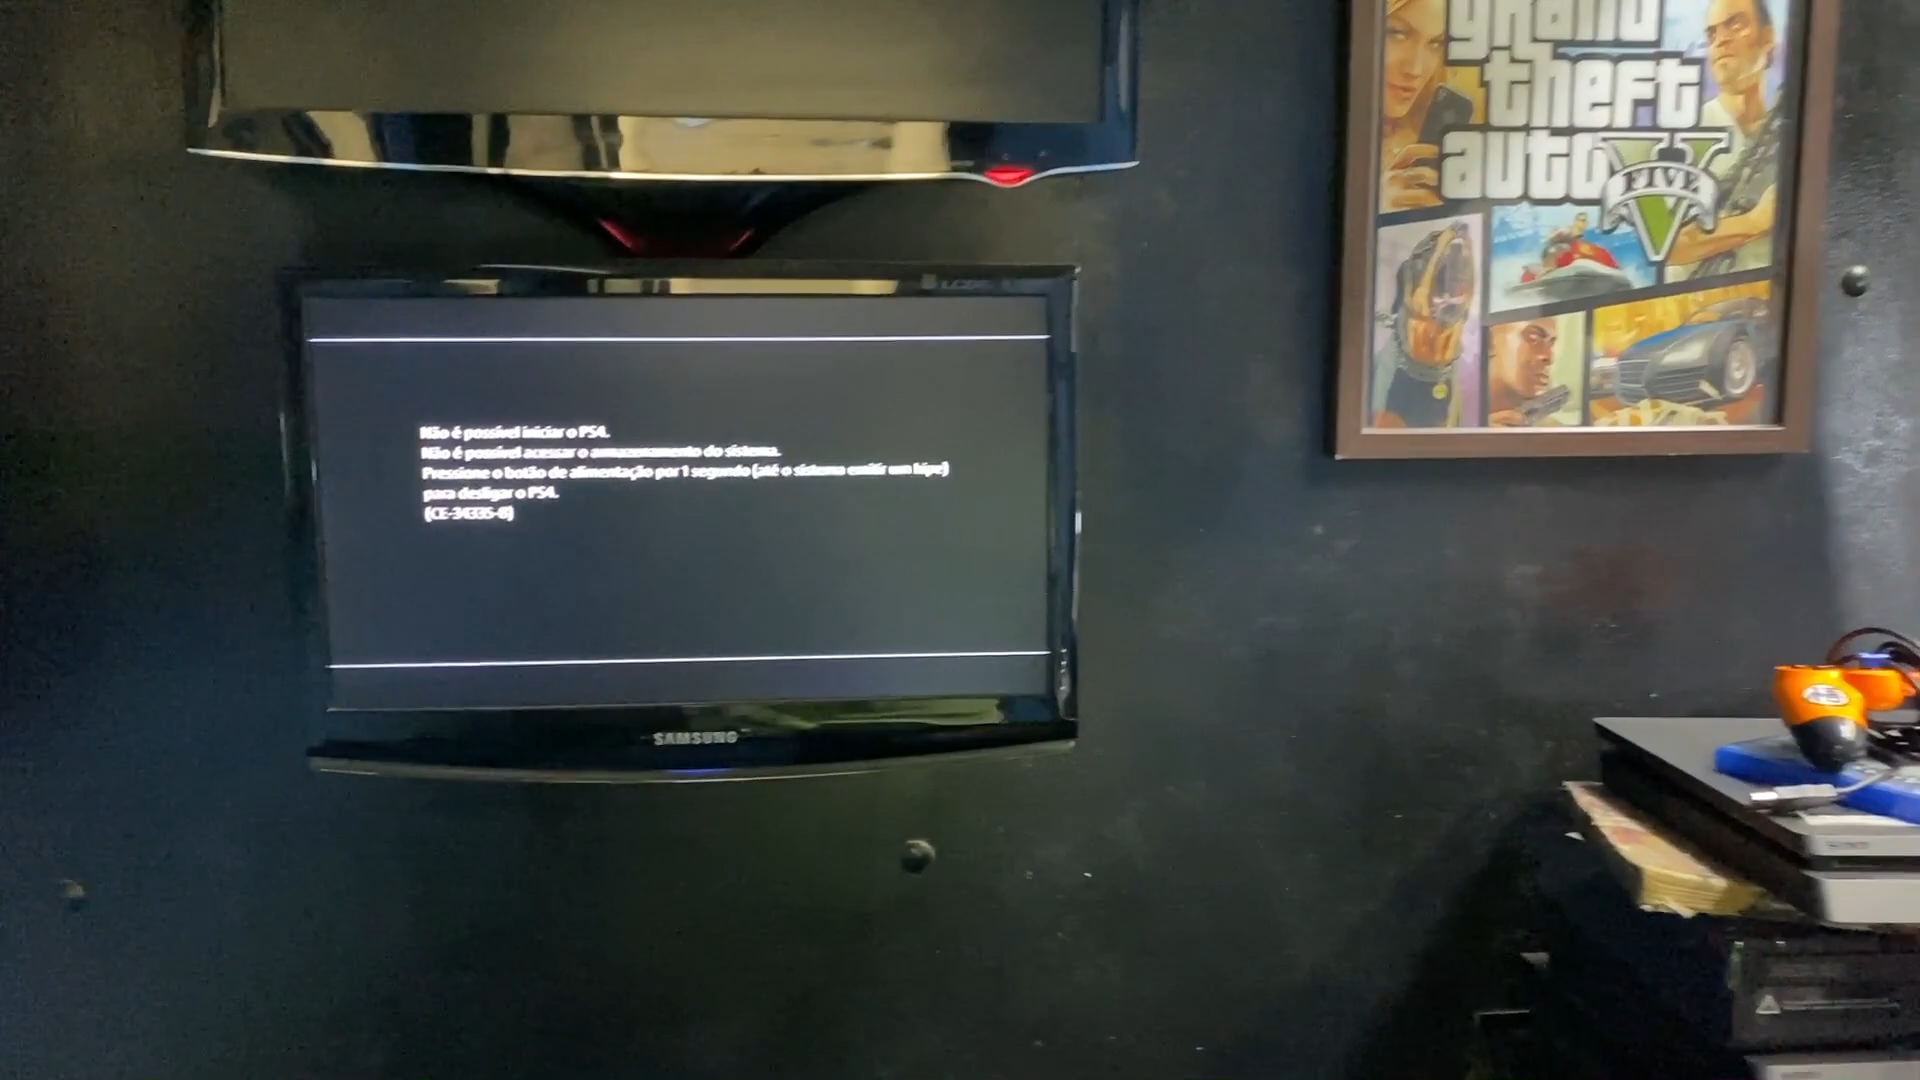 grand
theft
auto
FIVE
Não é possível iniciar o PS4.
Não é possível acessar o armazenamento do sistema.
Pressione o botão de alimentação por 1 segundo (até o sistema emitir um bipe)
para desligar o PS4.
(CE-34335-8)
SAMSUNG
SONY